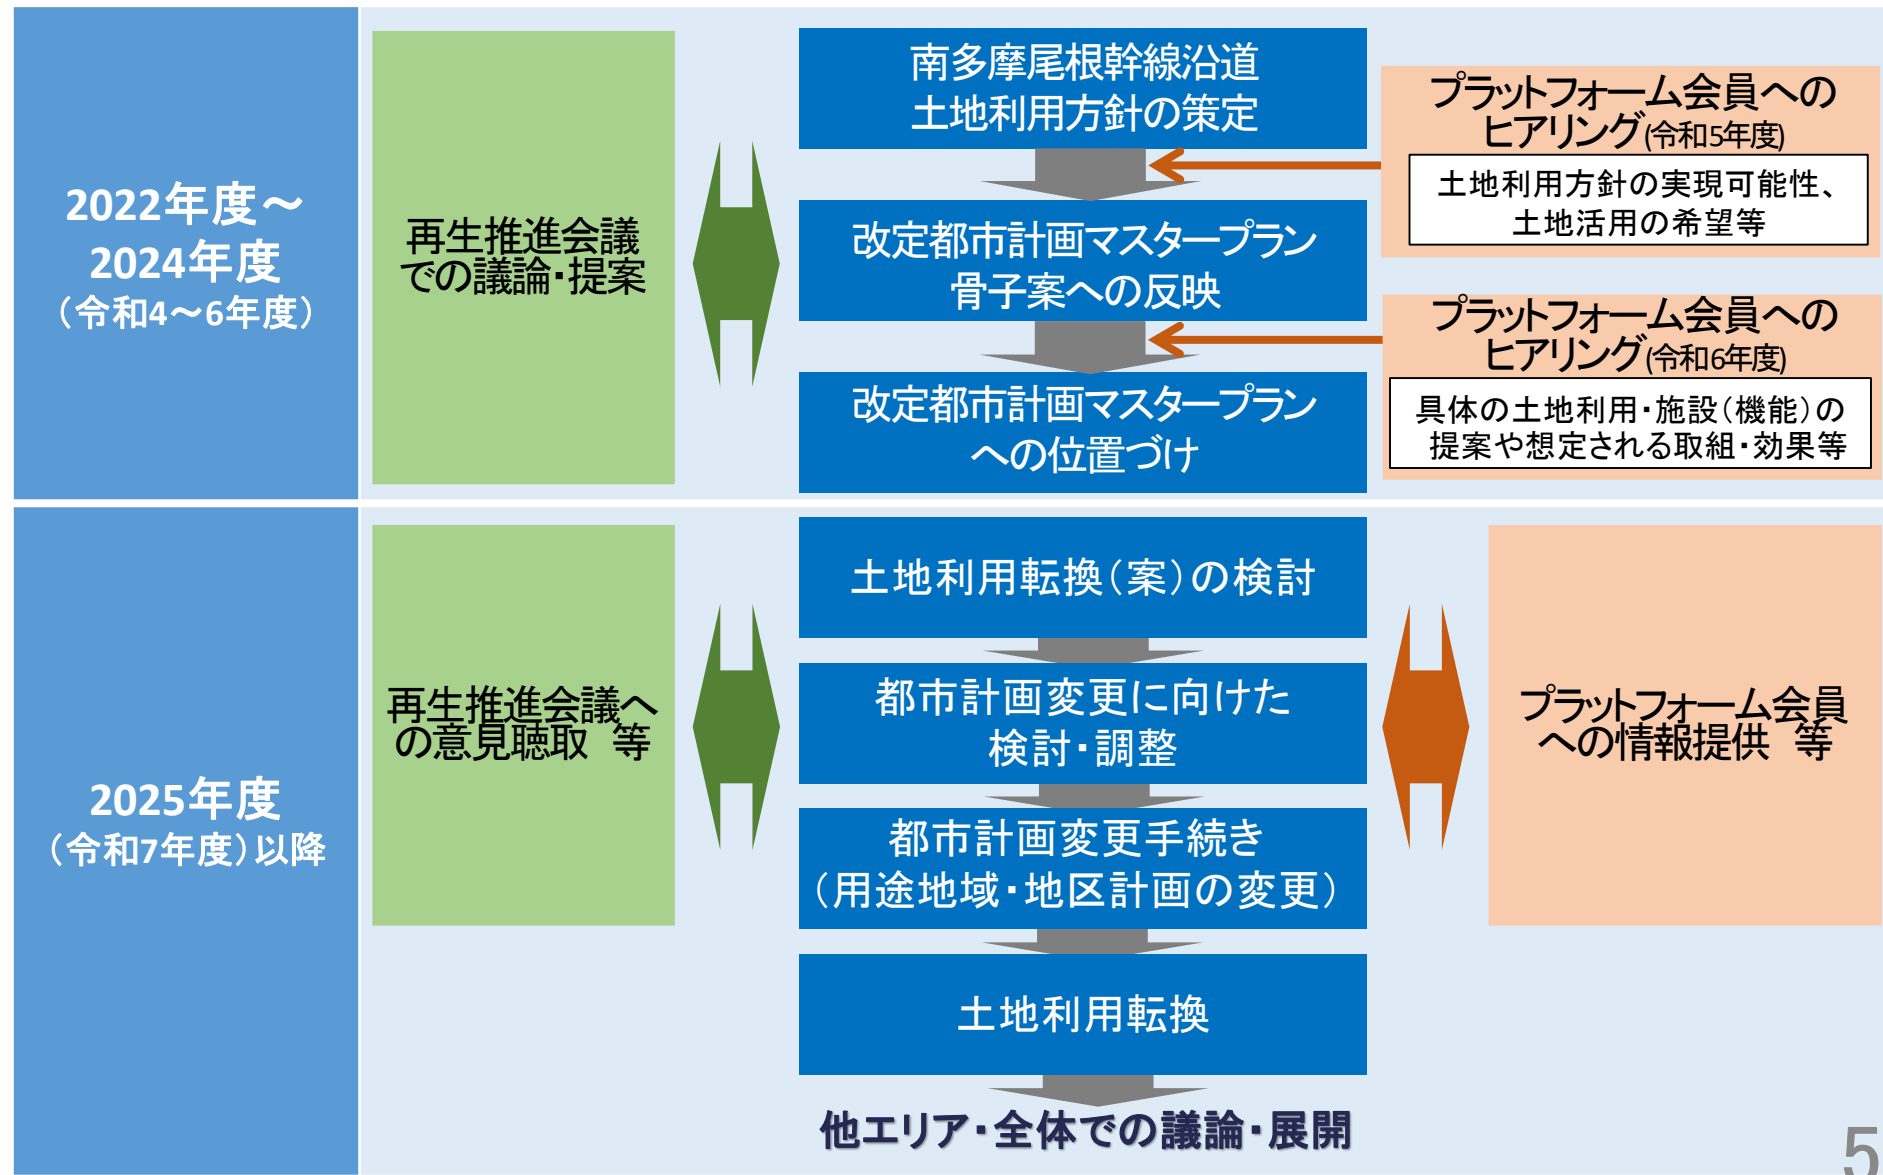 2022年度～
2024年度
（令和4～6年度）
再生推進会議
での議論・提案
南多摩尾根幹線沿道
土地利用方針の策定
改定都市計画マスタープラン
骨子案への反映
改定都市計画マスタープラン
への位置づけ
プラットフォーム会員への
ヒアリング(令和5年度)
土地利用方針の実現可能性、
土地活用の希望等
プラットフォーム会員への
ヒアリング(令和6年度)
具体の土地利用・施設（機能）の
提案や想定される取組・効果等
2025年度
（令和7年度）以降
再生推進会議へ
の意見聴取　等
土地利用転換（案）の検討
都市計画変更に向けた
検討・調整
都市計画変更手続き
（用途地域・地区計画の変更）
土地利用転換
他エリア・全体での議論・展開
プラットフォーム会員
への情報提供　等
5